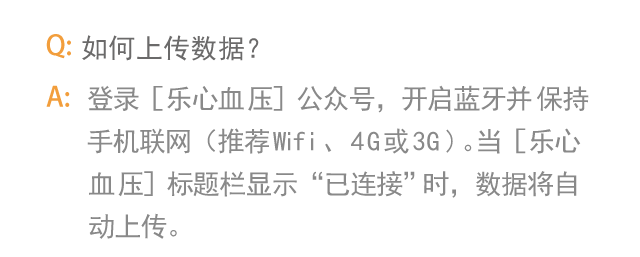 Q: 如何上传数据？
A: 登录［乐心血压］公众号，开启蓝牙并保持
手机联网（推荐Wifi、4G或3G）。当［乐心
血压］标题栏显示“已连接”时，数据将自
动上传。